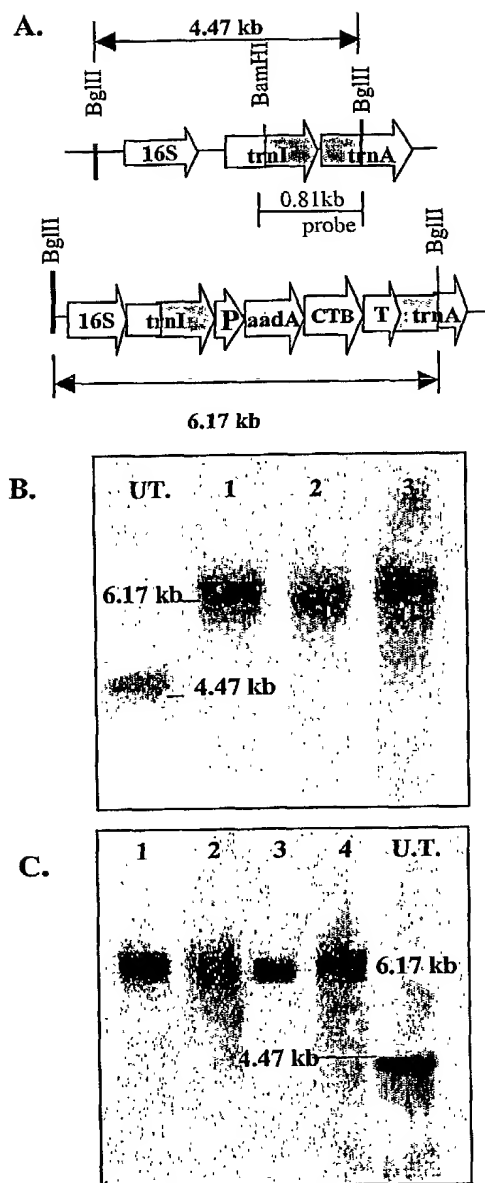 A.
4.47 kb
BglII BamHI BglII
16S trnI trnA
0.81kb
probe
BglII BglII
16S trnI P aadA CTB T trnA
6.17 kb
B.
UT. 1 2 3
6.17 kb
4.47 kb
C.
1 2 3 4 U.T.
6.17 kb
4.47 kb